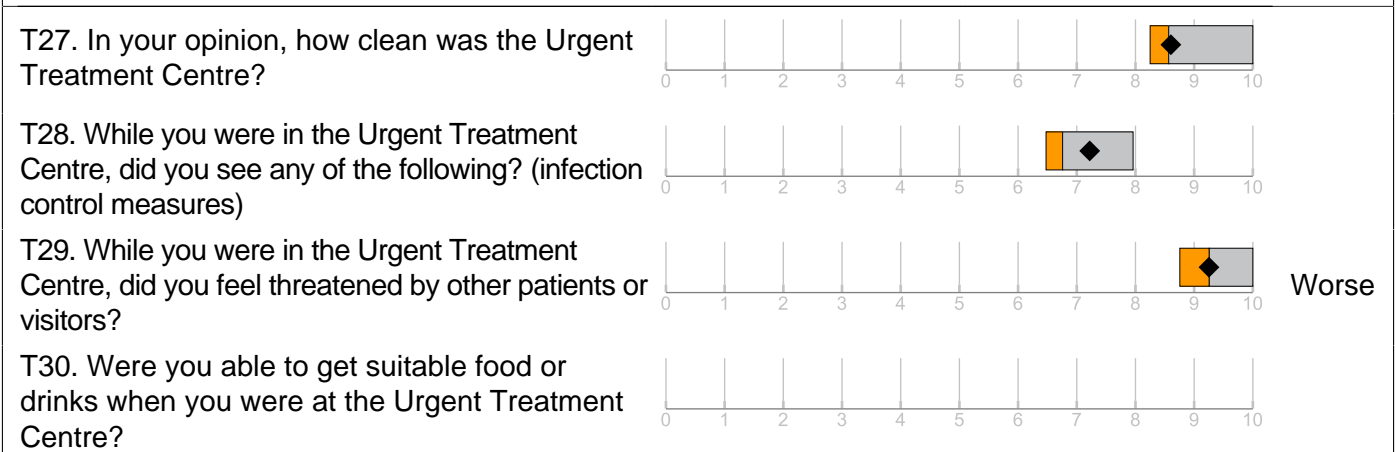 T27. In your opinion, how clean was the Urgent
Treatment Centre?
0 1 2 3 4 5 6 7 8 9 10
T28. While you were in the Urgent Treatment
Centre, did you see any of the following? (infection
control measures)
0 1 2 3 4 5 6 7 8 9 10
T29. While you were in the Urgent Treatment
Centre, did you feel threatened by other patients or
visitors?
0 1 2 3 4 5 6 7 8 9 10
Worse
T30. Were you able to get suitable food or
drinks when you were at the Urgent Treatment
Centre?
0 1 2 3 4 5 6 7 8 9 10